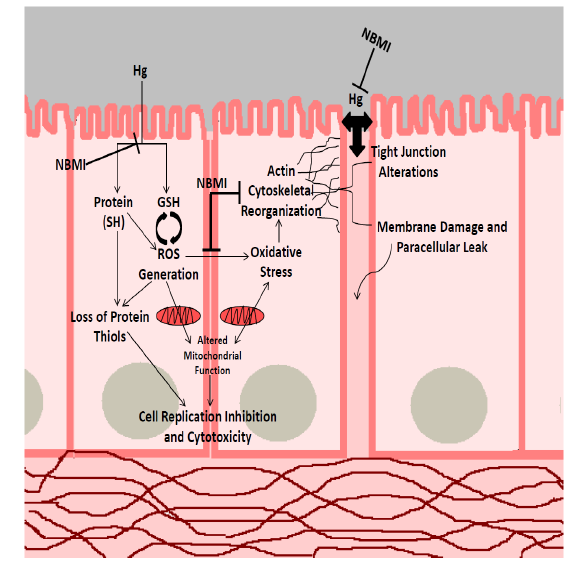 NBMI
Hg
Hg
NBMI
Tight Junction
Alterations
Actin
Cytoskeletal
Reorganization
NBMI
Protein
(SH)
GSH
ROS
Generation
Oxidative
Stress
Membrane Damage and
Paracellular Leak
Loss of Protein
Thiols
Altered
Mitochondrial
Function
Cell Replication Inhibition
and Cytotoxicity